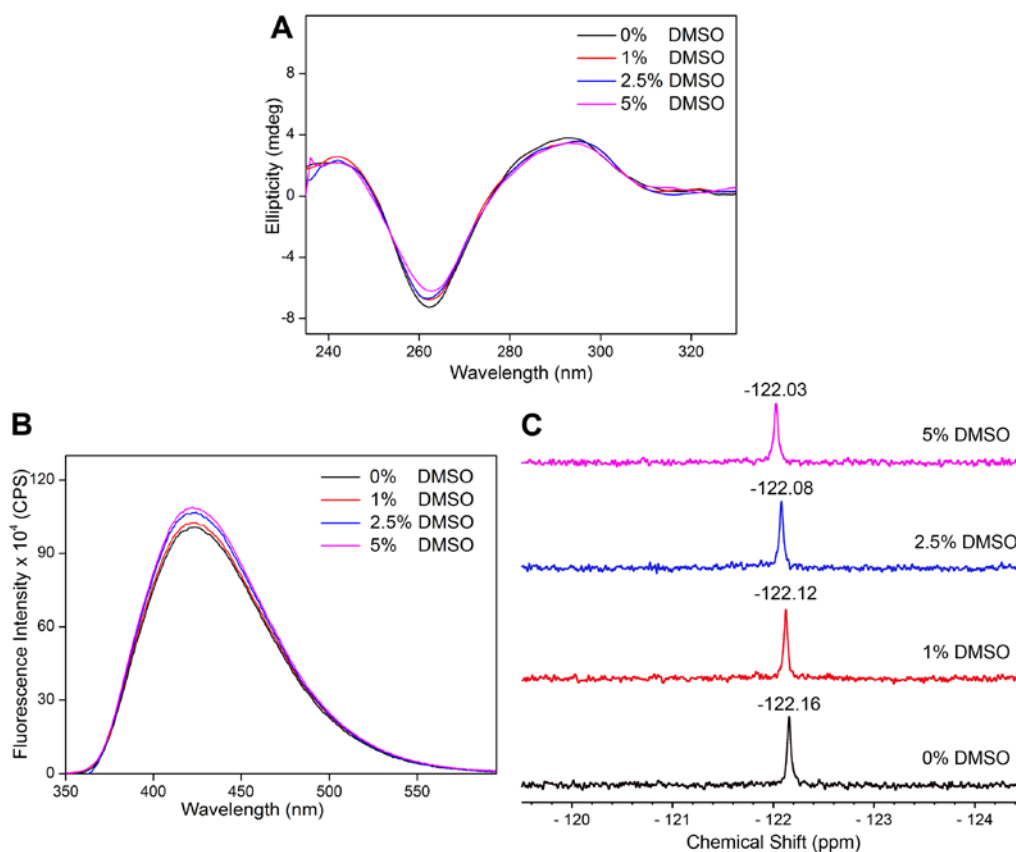 A
0% DMSO
1% DMSO
2.5% DMSO
5% DMSO
8
4
0
-4
-8
Ellipticity (mdeg)
240 260 280 300 320
Wavelength (nm)
B
0% DMSO
1% DMSO
2.5% DMSO
5% DMSO
120
90
60
30
0
Fluorescence Intensity x 10⁴ (CPS)
350 400 450 500 550
Wavelength (nm)
C
-122.03
5% DMSO
-122.08
2.5% DMSO
-122.12
1% DMSO
-122.16
0% DMSO
- 120 - 121 - 122 - 123 - 124
Chemical Shift (ppm)